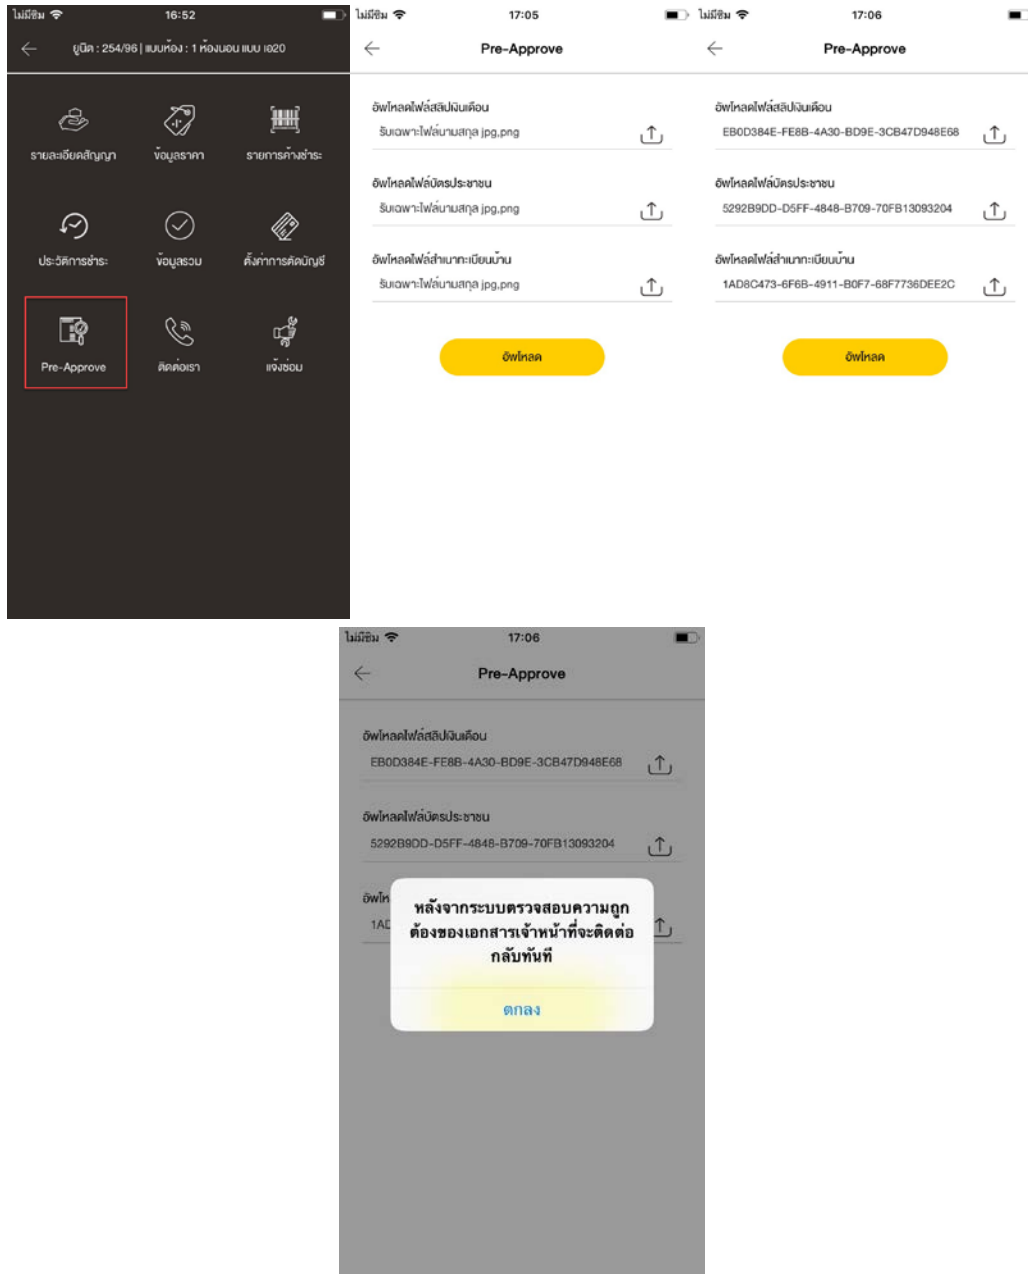 ไม่มีซิม 16:52
ยูนิต : 254/96 | แบบห้อง : 1 ห้องนอน แบบ เอ20
รายละเอียดสัญญา ข้อมูลราคา รายการค้างชำระ
ประวัติการชำระ ข้อมูลรวม ตั้งค่าการตัดบัญชี
Pre-Approve ติดต่อเรา แจ้งซ่อม
ไม่มีซิม 17:05
Pre-Approve
อัพโหลดไฟล์สลิปเงินเดือน
รับเฉพาะไฟล์นามสกุล jpg,png
อัพโหลดไฟล์บัตรประชาชน
รับเฉพาะไฟล์นามสกุล jpg,png
อัพโหลดไฟล์สำเนาทะเบียนบ้าน
รับเฉพาะไฟล์นามสกุล jpg,png
อัพโหลด
ไม่มีซิม 17:06
Pre-Approve
อัพโหลดไฟล์สลิปเงินเดือน
EB0D384E-FE8B-4A30-BD9E-3CB47D948E68
อัพโหลดไฟล์บัตรประชาชน
5292B9DD-D5FF-4848-B709-70FB13093204
อัพโหลดไฟล์สำเนาทะเบียนบ้าน
1AD8C473-6F6B-4911-B0F7-68F7736DEE2C
อัพโหลด
ไม่มีซิม 17:06
Pre-Approve
อัพโหลดไฟล์สลิปเงินเดือน
EB0D384E-FE8B-4A30-BD9E-3CB47D948E68
อัพโหลดไฟล์บัตรประชาชน
5292B9DD-D5FF-4848-B709-70FB13093204
อัพโห
1AD
หลังจากระบบตรวจสอบความถูก
ต้องของเอกสารเจ้าหน้าที่จะติดต่อ
กลับทันที
ตกลง